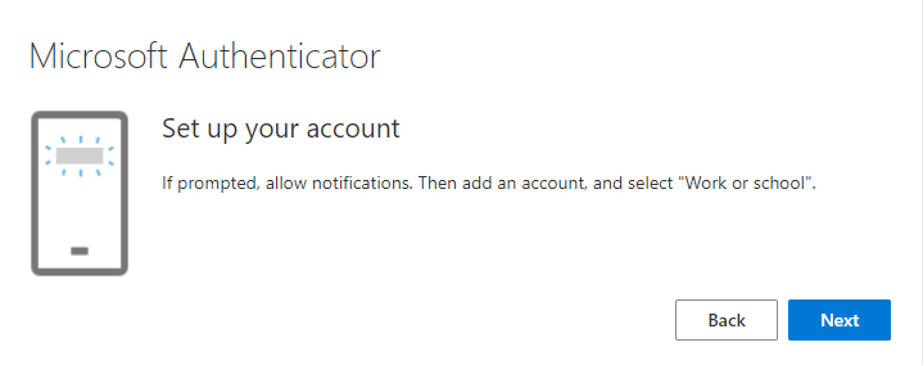 Microsoft Authenticator
Set up your account
If prompted, allow notifications. Then add an account, and select "Work or school".
Back
Next